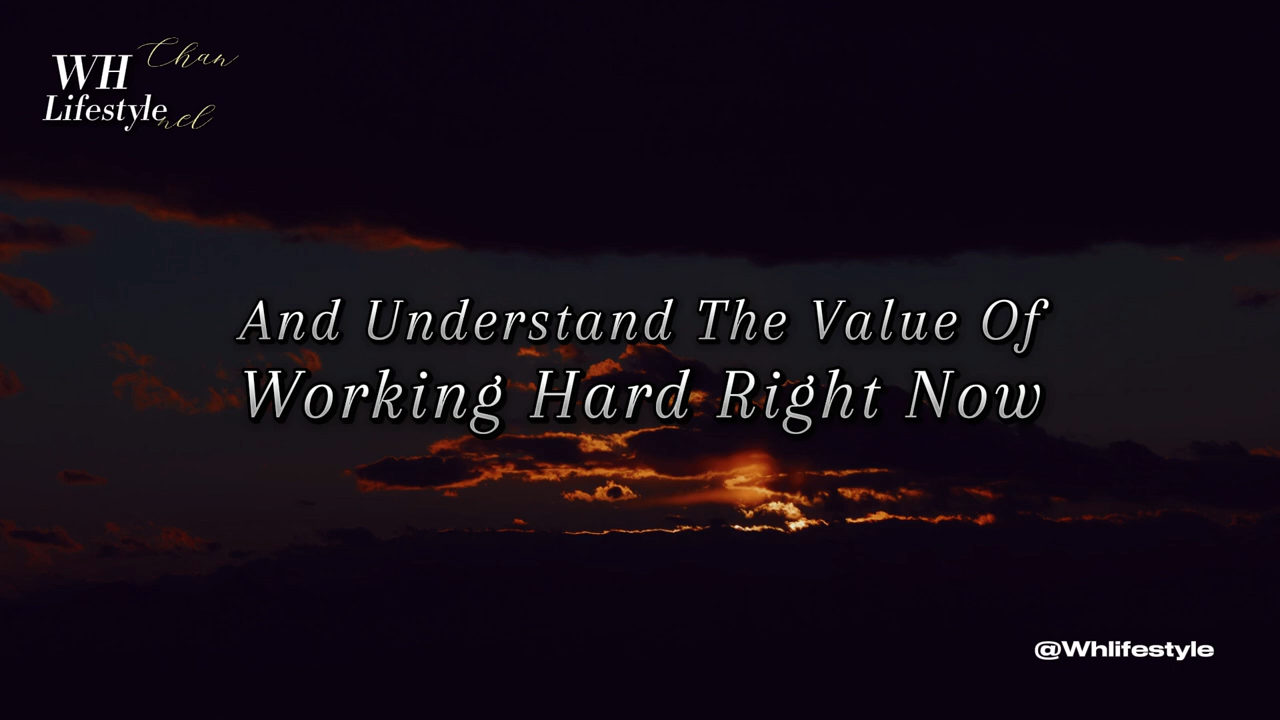 WH Chan
Lifestyle nel
And Understand The Value Of
Working Hard Right Now
@Whlifestyle